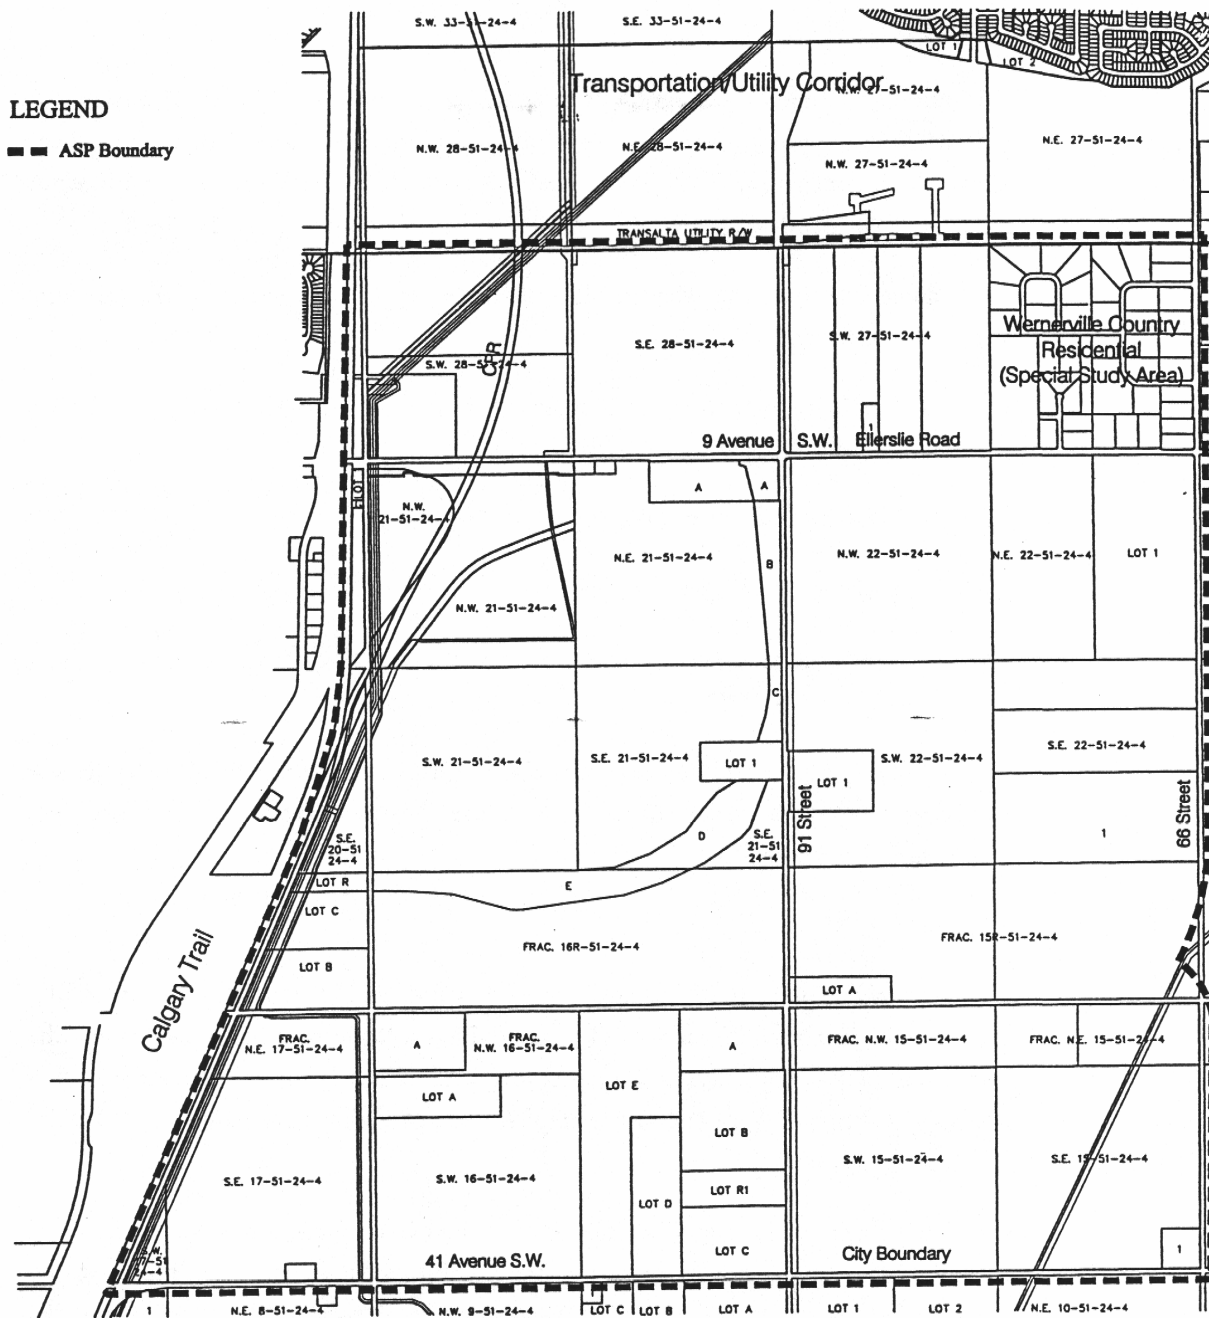 S.W. 33-51-24-4
S.E. 33-51-24-4
LOT 1
LOT 2
Transportation/Utility Corridor
N.W. 27-51-24-4
LEGEND
ASP Boundary
N.W. 28-51-24-4
N.E. 28-51-24-4
N.W. 27-51-24-4
N.E. 27-51-24-4
TRANSALTA UTILITY R/W
S.E. 28-51-24-4
S.W. 27-51-24-4
Wernerville Country
Residential
(Special Study Area)
CPR
S.W. 28-51-24-4
1
9 Avenue S.W. Ellerslie Road
LOT
A
A
N.W.
21-51-24-4
N.E. 21-51-24-4
B
N.W. 22-51-24-4
N.E. 22-51-24-4
LOT 1
N.W. 21-51-24-4
C
S.W. 21-51-24-4
S.E. 21-51-24-4
LOT 1
LOT 1
S.W. 22-51-24-4
S.E. 22-51-24-4
91 Street
66 Street
S.E.
20-51
24-4
D
S.E.
21-51
24-4
1
LOT R
E
LOT C
FRAC. 16R-51-24-4
FRAC. 15R-51-24-4
LOT B
LOT A
Calgary Trail
FRAC.
N.E. 17-51-24-4
A
FRAC.
N.W. 16-51-24-4
A
FRAC. N.W. 15-51-24-4
FRAC. N.E. 15-51-24-4
LOT E
LOT A
LOT B
S.E. 17-51-24-4
S.W. 16-51-24-4
LOT D
LOT R1
S.W. 15-51-24-4
S.E. 15-51-24-4
LOT C
S.W.
17-51
24-4
41 Avenue S.W.
City Boundary
1
1
N.E. 8-51-24-4
N.W. 9-51-24-4
LOT C
LOT B
LOT A
LOT 1
LOT 2
N.E. 10-51-24-4